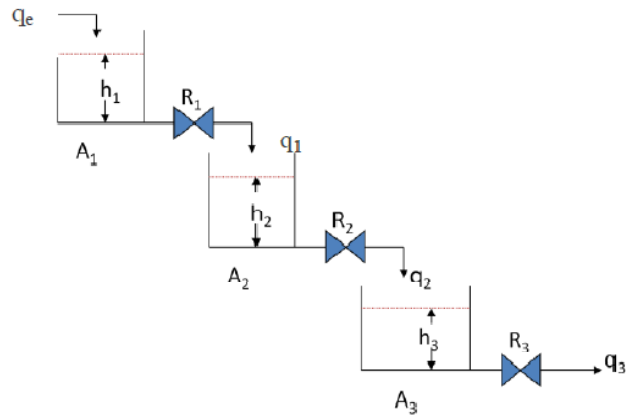 qₑ
h₁
R₁
A₁
q₁
h₂
R₂
A₂
q₂
h₃
R₃
q₃
A₃